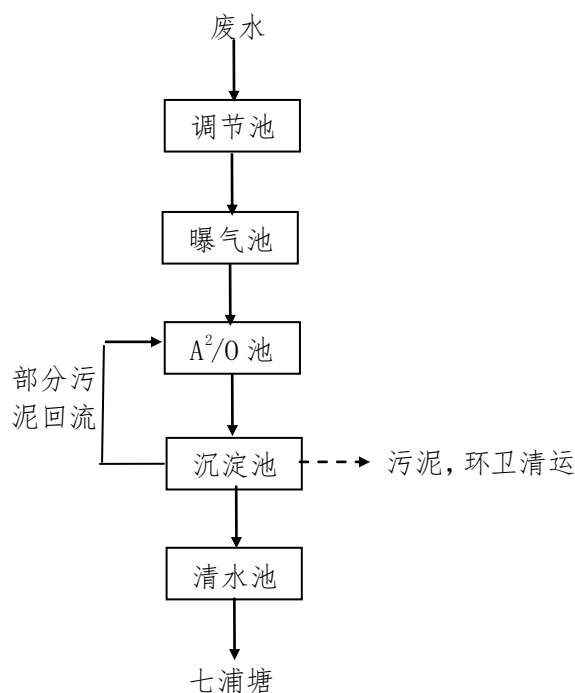 废水
调节池
曝气池
A²/O 池
部分污
泥回流
沉淀池
污泥，环卫清运
清水池
七浦塘